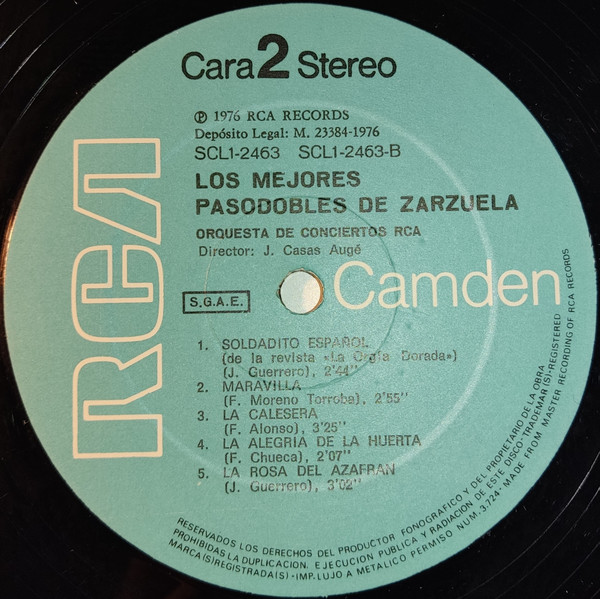 Cara 2 Stereo
℗ 1976 RCA RECORDS
Depósito Legal: M. 23384-1976
SCL1-2463 SCL1-2463-B
LOS MEJORES
PASODOBLES DE ZARZUELA
ORQUESTA DE CONCIERTOS RCA
Director: J. Casas Augé
RCA
S.G.A.E.
Camden
1. SOLDADITO ESPAÑOL
(de la revista «La Orgía Dorada»)
(J. Guerrero), 2'44''
2. MARAVILLA
(F. Moreno Torroba), 2'55''
3. LA CALESERA
(F. Alonso), 3'25''
4. LA ALEGRIA DE LA HUERTA
(F. Chueca), 2'07''
5. LA ROSA DEL AZAFRAN
(J. Guerrero), 3'02''
RESERVADOS LOS DERECHOS DEL PRODUCTOR FONOGRAFICO Y DEL PROPIETARIO DE LA OBRA
PROHIBIDAS LA DUPLICACION. EJECUCION PUBLICA Y RADIACION DE ESTE DISCO-TRADEMAR(S)-REGISTERED
MARCA(S)REGISTRADA(S)-IMP.LUJO A METALICO PERMISO NUM. 3.724- MADE FROM MASTER RECORDING OF RCA RECORDS